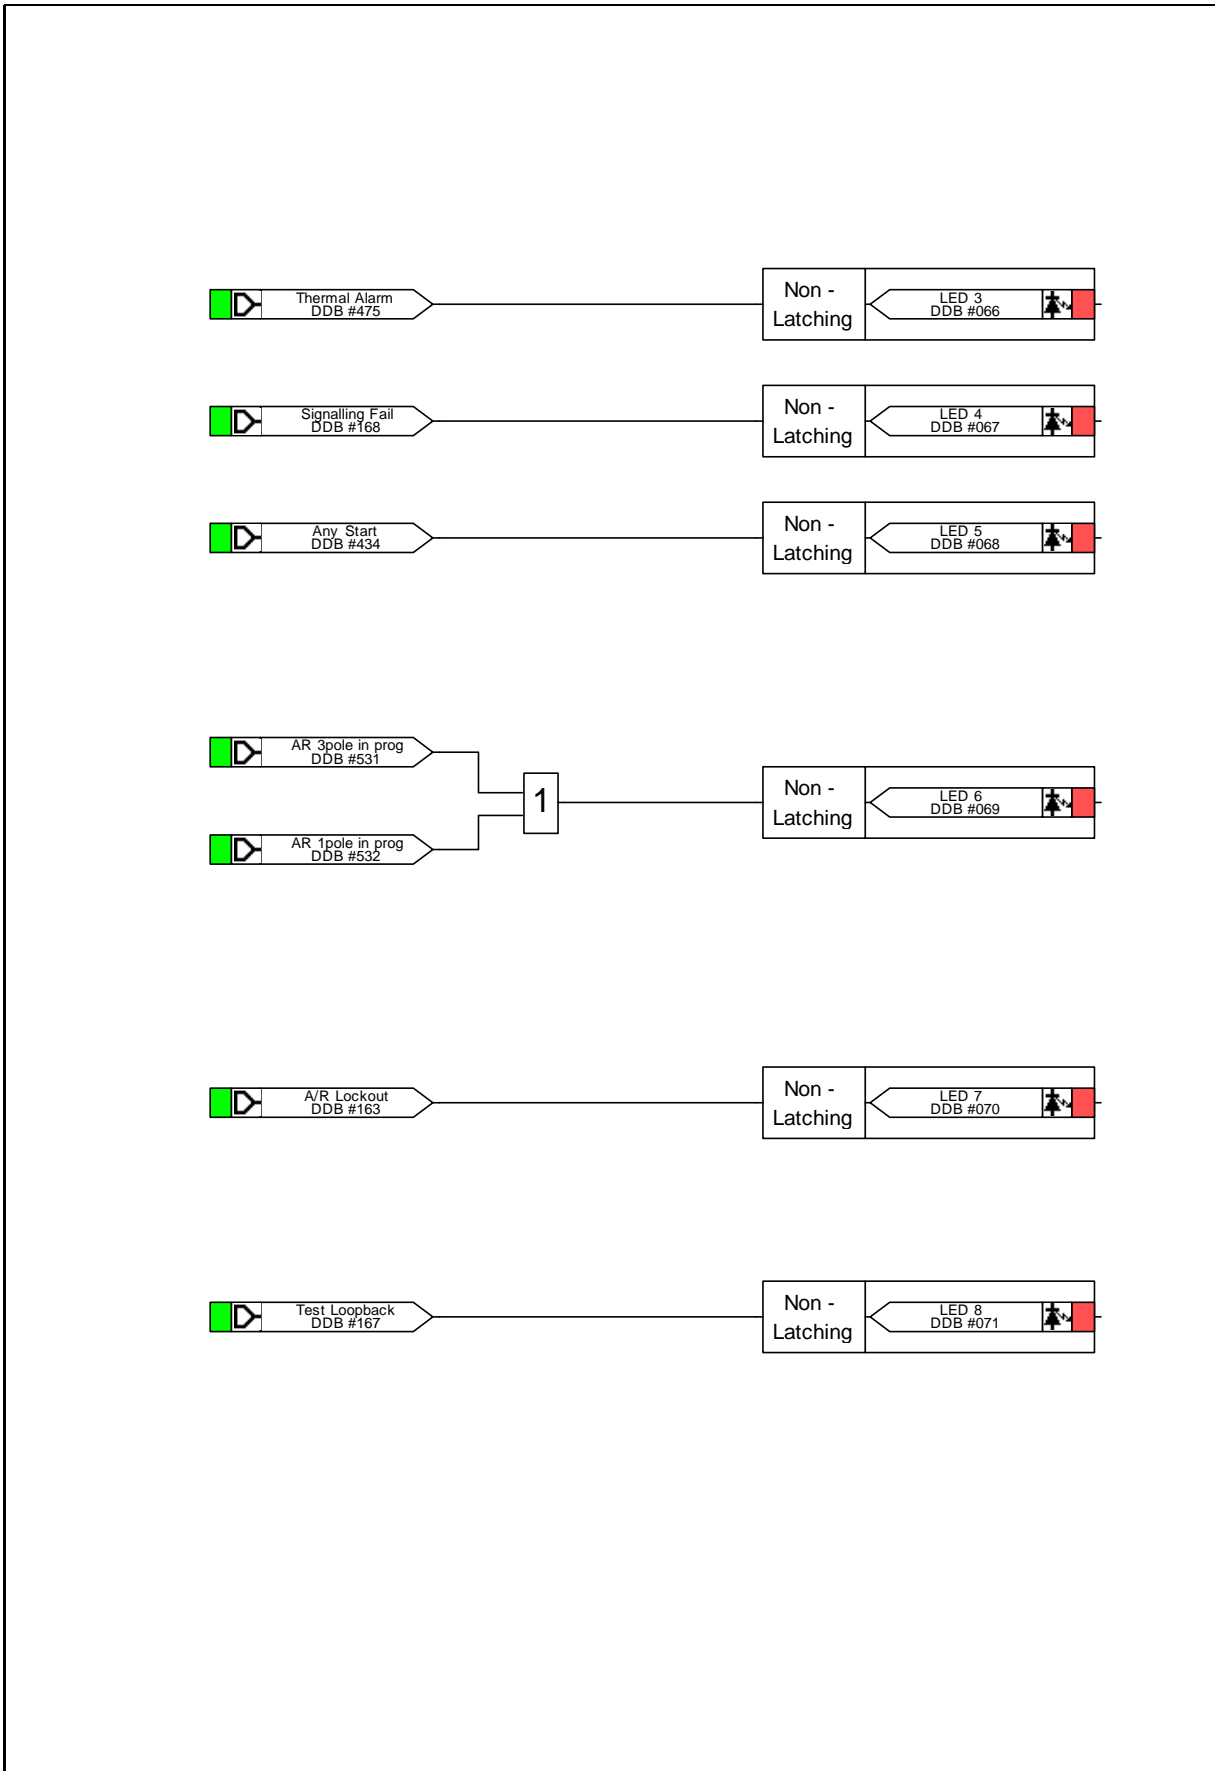 Thermal Alarm
DDB #475
Non -
Latching
LED 3
DDB #066
Signalling Fail
DDB #168
Non -
Latching
LED 4
DDB #067
Any Start
DDB #434
Non -
Latching
LED 5
DDB #068
AR 3pole in prog
DDB #531
AR 1pole in prog
DDB #532
1
Non -
Latching
LED 6
DDB #069
A/R Lockout
DDB #163
Non -
Latching
LED 7
DDB #070
Test Loopback
DDB #167
Non -
Latching
LED 8
DDB #071